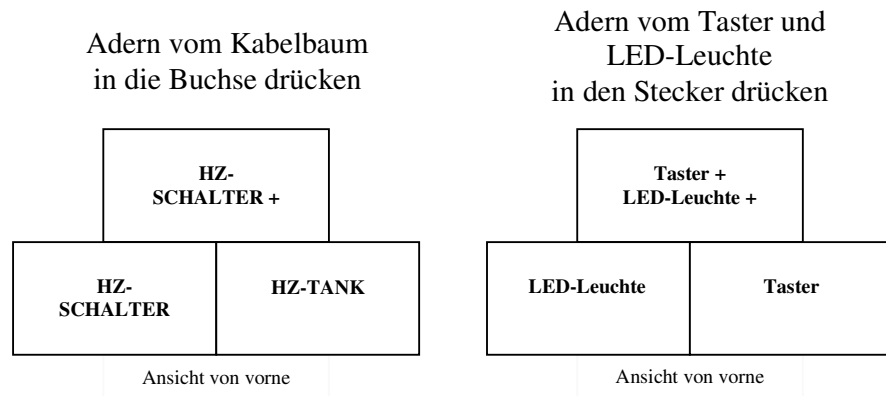 Adern vom Kabelbaum
in die Buchse drücken
HZ-
SCHALTER +
HZ-
SCHALTER
HZ-TANK
Ansicht von vorne
Adern vom Taster und
LED-Leuchte
in den Stecker drücken
Taster +
LED-Leuchte +
LED-Leuchte
Taster
Ansicht von vorne